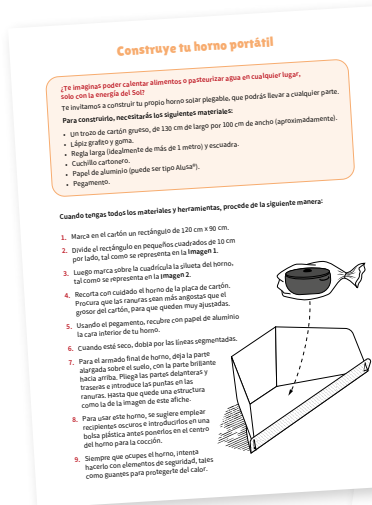 Construye tu horno portátil
¿Te imaginas poder calentar alimentos o pasteurizar agua en cualquier lugar,
solo con la energía del Sol?
Te invitamos a construir tu propio horno solar plegable, que podrás llevar a cualquier parte.
Para construirlo, necesitarás los siguientes materiales:
• Un trozo de cartón grueso, de 130 cm de largo por 100 cm de ancho (aproximadamente).
• Lápiz grafito y goma.
• Regla larga (idealmente de más de 1 metro) y escuadra.
• Cuchillo cartonero.
• Papel de aluminio (puede ser tipo Alusa®).
• Pegamento.
Cuando tengas todos los materiales y herramientas, procede de la siguiente manera:
1. Marca en el cartón un rectángulo de 120 cm x 90 cm.
2. Divide el rectángulo en pequeños cuadrados de 10 cm
por lado, tal como se representa en la Imagen 1.
3. Luego marca sobre la cuadrícula la silueta del horno,
tal como se representa en la Imagen 2.
4. Recorta con cuidado el horno de la placa de cartón.
Procura que las ranuras sean más angostas que el
grosor del cartón, para que queden muy ajustadas.
5. Usando el pegamento, recubre con papel de aluminio
la cara interior de tu horno.
6. Cuando esté seco, dobla por las líneas segmentadas.
7. Para el armado final de horno, deja la parte
alargada sobre el suelo, con la parte brillante
hacia arriba. Pliega las partes delanteras y
traseras e introduce las puntas en las
ranuras. Hasta que quede una estructura
como la de la imagen de este afiche.
8. Para usar este horno, se sugiere emplear
recipientes oscuros e introducirlos en una
bolsa plástica antes ponerlos en el centro
del horno para la cocción.
9. Siempre que ocupes el horno, intenta
hacerlo con elementos de seguridad, tales
como guantes para protegerte del calor.